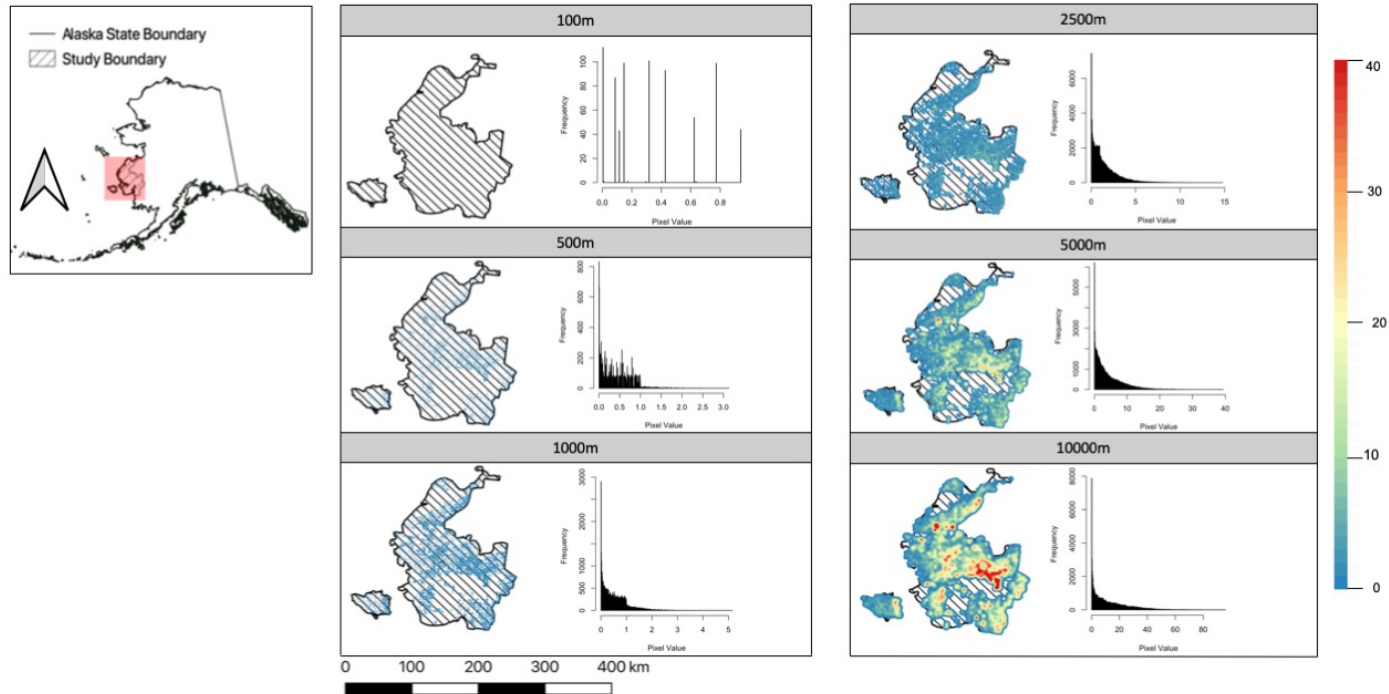 Alaska State Boundary
Study Boundary
100m
Frequency
100
80
60
40
20
0
0.0 0.2 0.4 0.6 0.8
Pixel Value
500m
Frequency
800
600
400
200
0
0.0 0.5 1.0 1.5 2.0 2.5 3.0
Pixel Value
1000m
Frequency
3000
2000
1000
500
0
0 1 2 3 4 5
Pixel Value
0 100 200 300 400 km
2500m
Frequency
6000
4000
2000
0
0 5 10 15
Pixel Value
5000m
Frequency
5000
3000
1000
0
0 10 20 30 40
Pixel Value
10000m
Frequency
8000
6000
4000
2000
0
0 20 40 60 80
Pixel Value
40
30
20
10
0